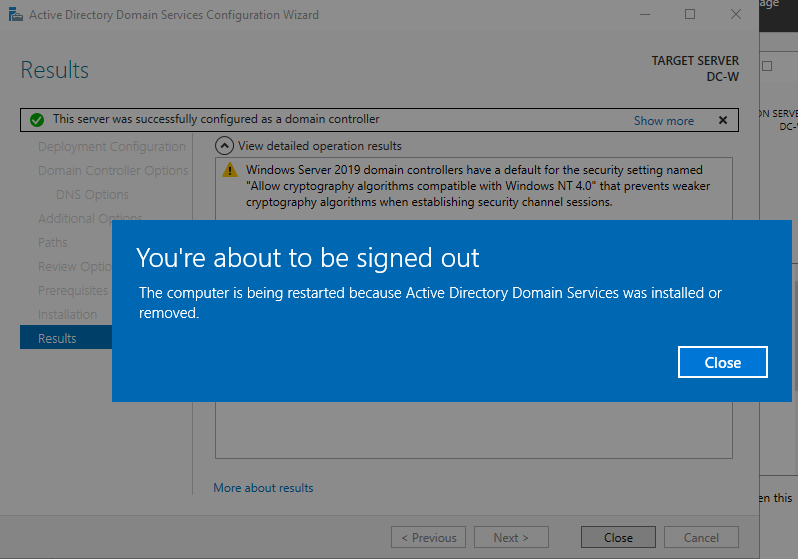 Active Directory Domain Services Configuration Wizard
age
Results
TARGET SERVER
DC-W
This server was successfully configured as a domain controller
Show more
ON SERVER
DC-
Deployment Configuration
Domain Controller Options
DNS Options
Additional Options
Paths
Review Optio
Prerequisites
Installation
Results
View detailed operation results
Windows Server 2019 domain controllers have a default for the security setting named
"Allow cryptography algorithms compatible with Windows NT 4.0" that prevents weaker
cryptography algorithms when establishing security channel sessions.
You're about to be signed out
The computer is being restarted because Active Directory Domain Services was installed or
removed.
Close
More about results
en this
< Previous
Next >
Close
Cancel